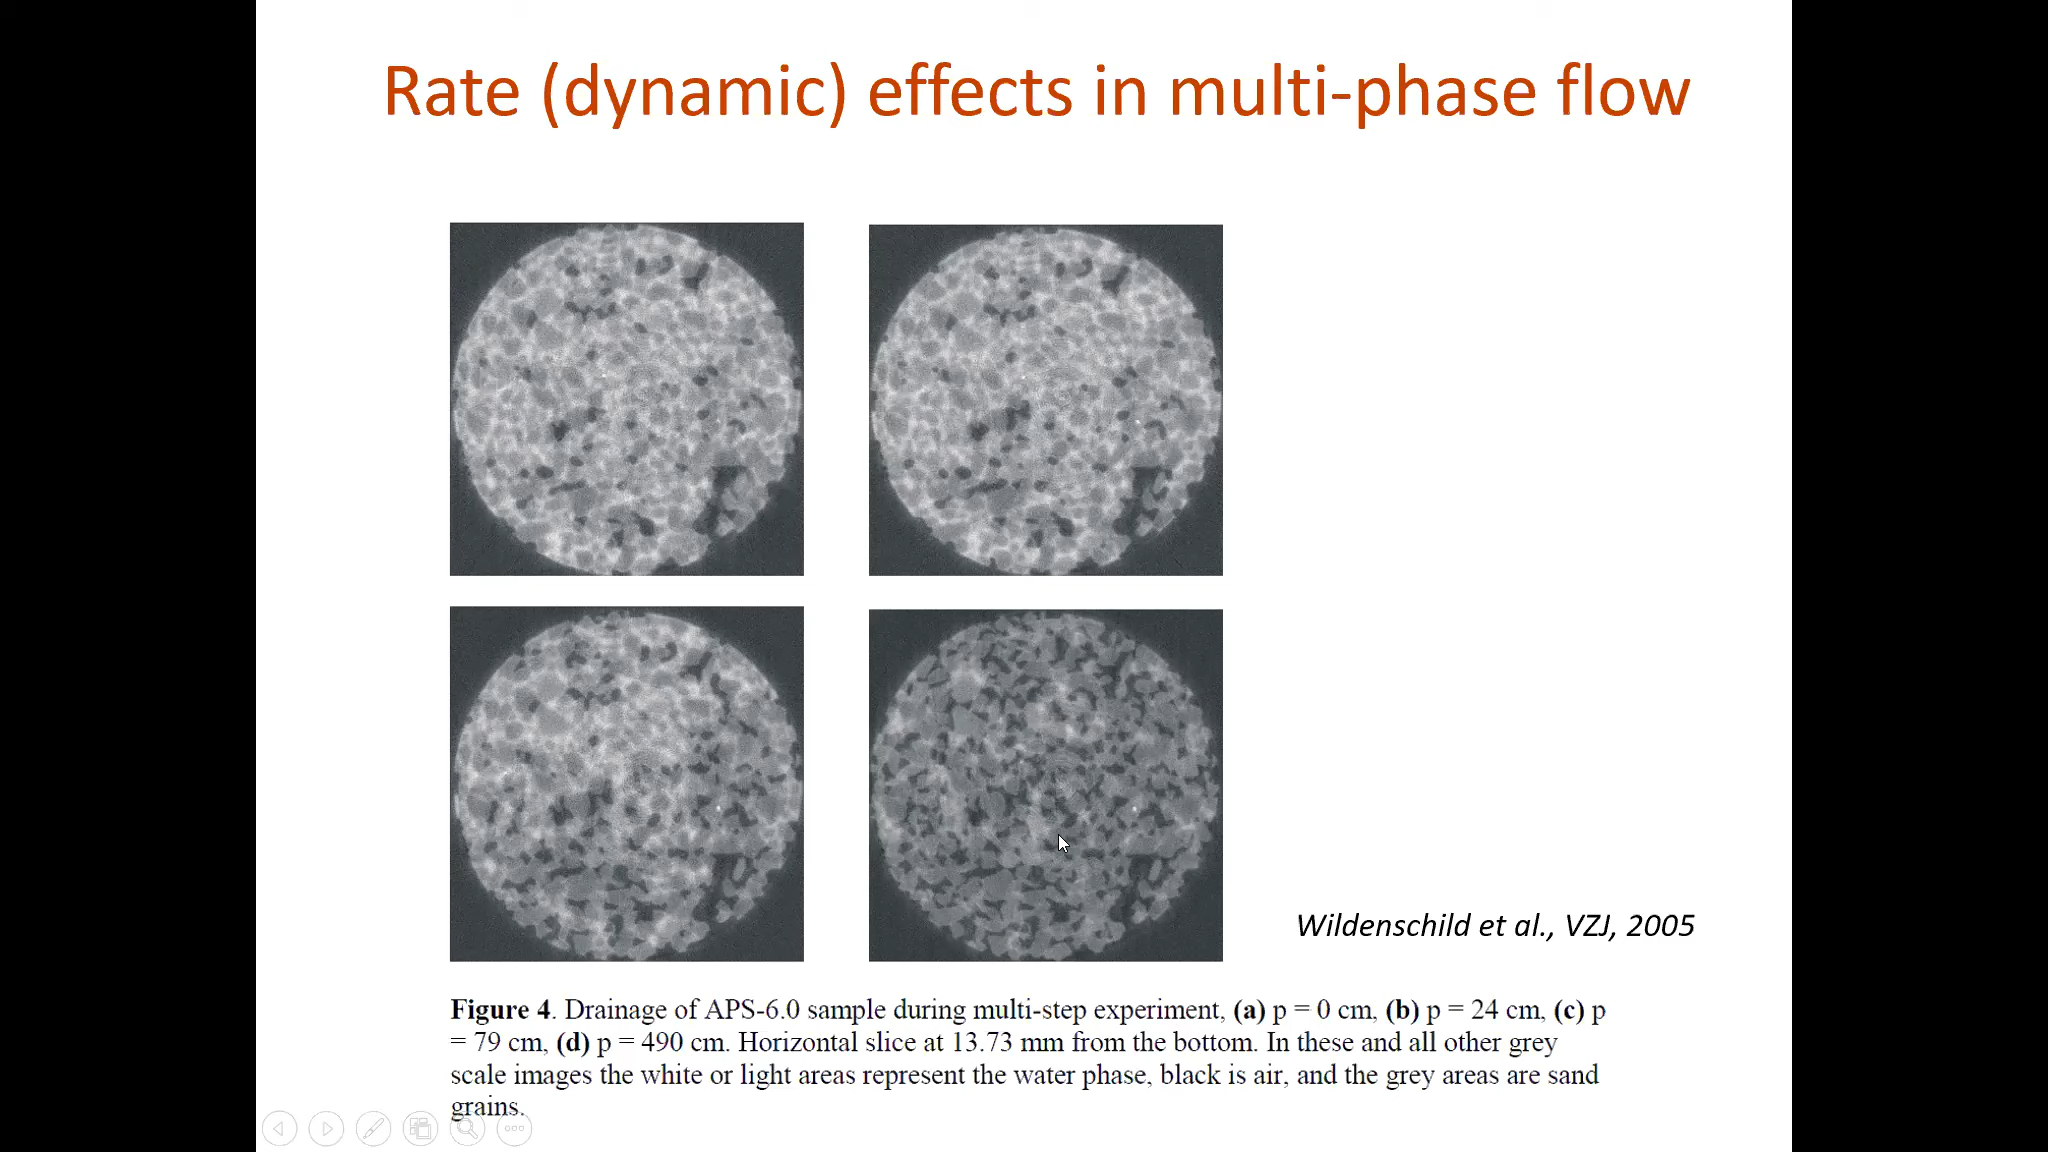 Rate (dynamic) effects in multi-phase flow
Wildenschild et al., VZJ, 2005
Figure 4. Drainage of APS-6.0 sample during multi-step experiment, (a) p = 0 cm, (b) p = 24 cm, (c) p
= 79 cm, (d) p = 490 cm. Horizontal slice at 13.73 mm from the bottom. In these and all other grey
scale images the white or light areas represent the water phase, black is air, and the grey areas are sand
grains.